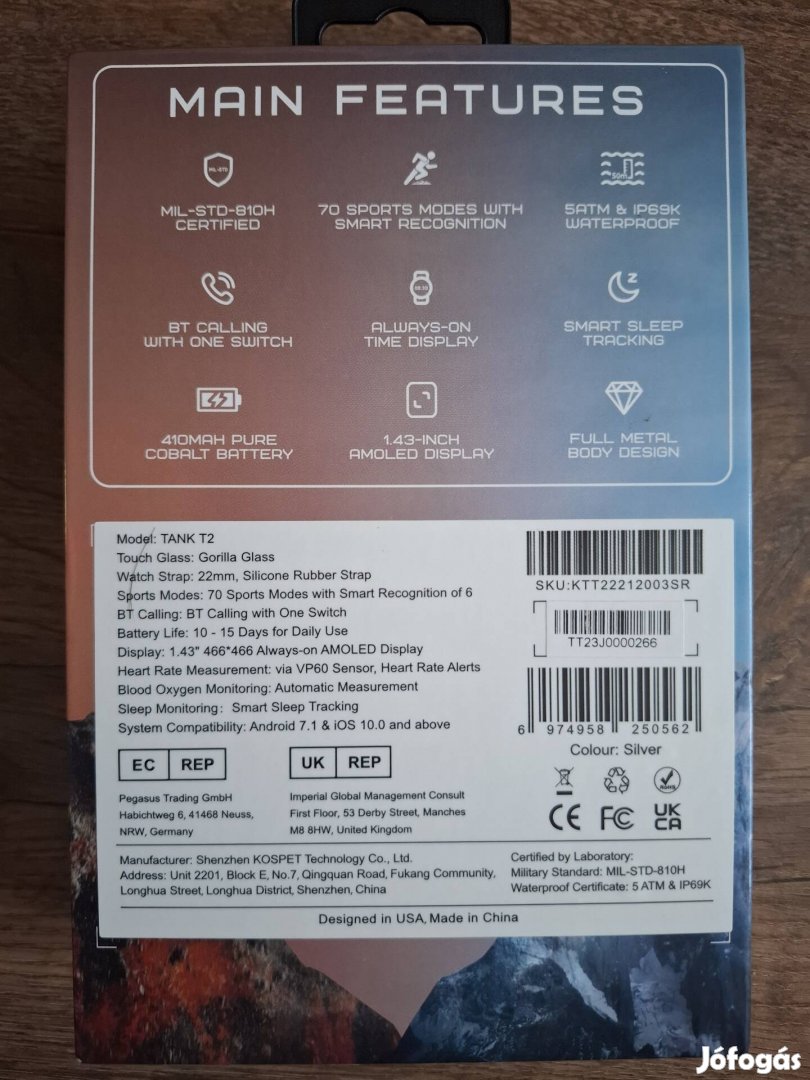 MAIN FEATURES
MIL-STD
MIL-STD-810H
CERTIFIED
70 SPORTS MODES WITH
SMART RECOGNITION
50m
5ATM & IP69K
WATERPROOF
BT CALLING
WITH ONE SWITCH
08:10
ALWAYS-ON
TIME DISPLAY
Z
SMART SLEEP
TRACKING
410MAH PURE
COBALT BATTERY
1.43-INCH
AMOLED DISPLAY
FULL METAL
BODY DESIGN
Model: TANK T2
Touch Glass: Gorilla Glass
Watch Strap: 22mm, Silicone Rubber Strap
Sports Modes: 70 Sports Modes with Smart Recognition of 6
BT Calling: BT Calling with One Switch
Battery Life: 10 - 15 Days for Daily Use
Display: 1.43" 466*466 Always-on AMOLED Display
Heart Rate Measurement: via VP60 Sensor, Heart Rate Alerts
Blood Oxygen Monitoring: Automatic Measurement
Sleep Monitoring: Smart Sleep Tracking
System Compatibility: Android 7.1 & iOS 10.0 and above
SKU:KTT22212003SR
TT23J0000266
6 974958 250562
Colour: Silver
RoHS
CE FC UK
CA
EC REP
Pegasus Trading GmbH
Habichtweg 6, 41468 Neuss,
NRW, Germany
UK REP
Imperial Global Management Consult
First Floor, 53 Derby Street, Manches
M8 8HW, United Kingdom
Manufacturer: Shenzhen KOSPET Technology Co., Ltd.
Address: Unit 2201, Block E, No.7, Qingquan Road, Fukang Community,
Longhua Street, Longhua District, Shenzhen, China
Certified by Laboratory:
Military Standard: MIL-STD-810H
Waterproof Certificate: 5 ATM & IP69K
Designed in USA, Made in China
Jófogás